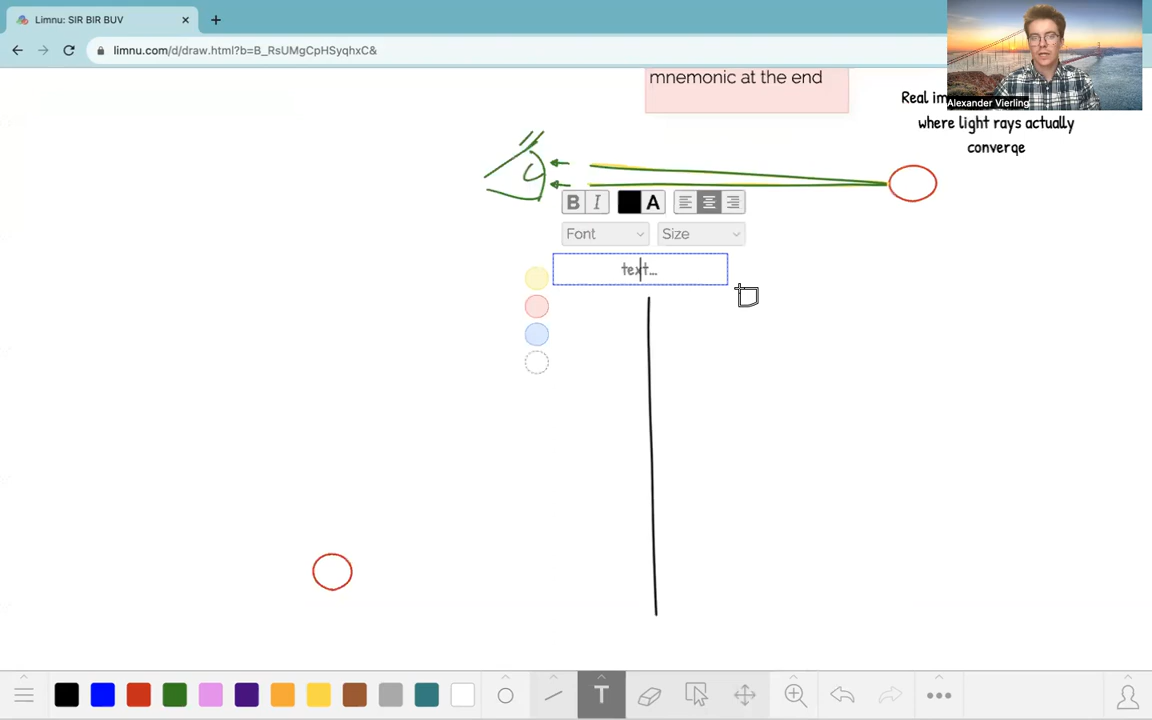 Limnu: SIR BIR BUV
limnu.com/d/draw.html?b=B_RsUMgCpHSyqhxC&
mnemonic at the end
Alexander Vierling
Real im
where light rays actually
converge
B I A
Font Size
text...
T